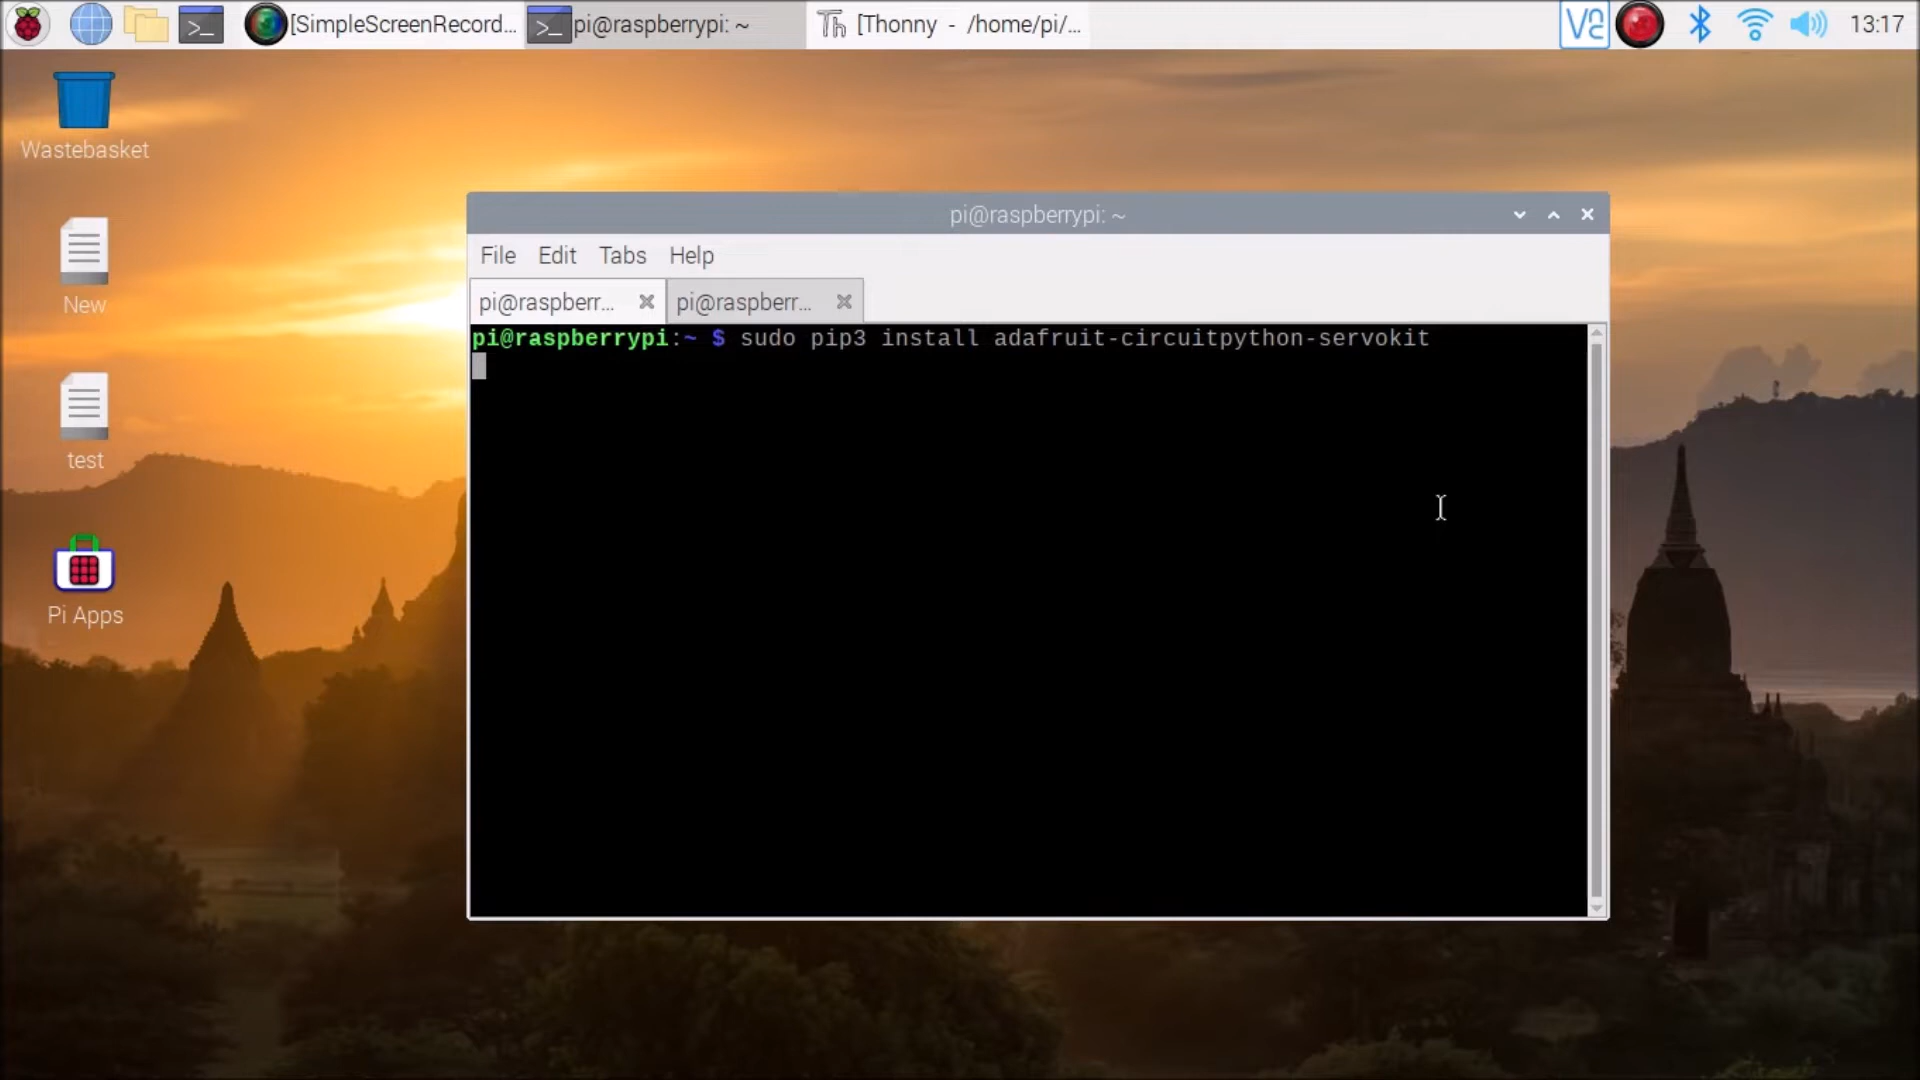 [SimpleScreenRecord...
pi@raspberrypi: ~
[Thonny - /home/pi/...
13:17
Wastebasket
New
test
Pi Apps
pi@raspberrypi: ~
File Edit Tabs Help
pi@raspberr... pi@raspberr...
pi@raspberrypi:~ $ sudo pip3 install adafruit-circuitpython-servokit